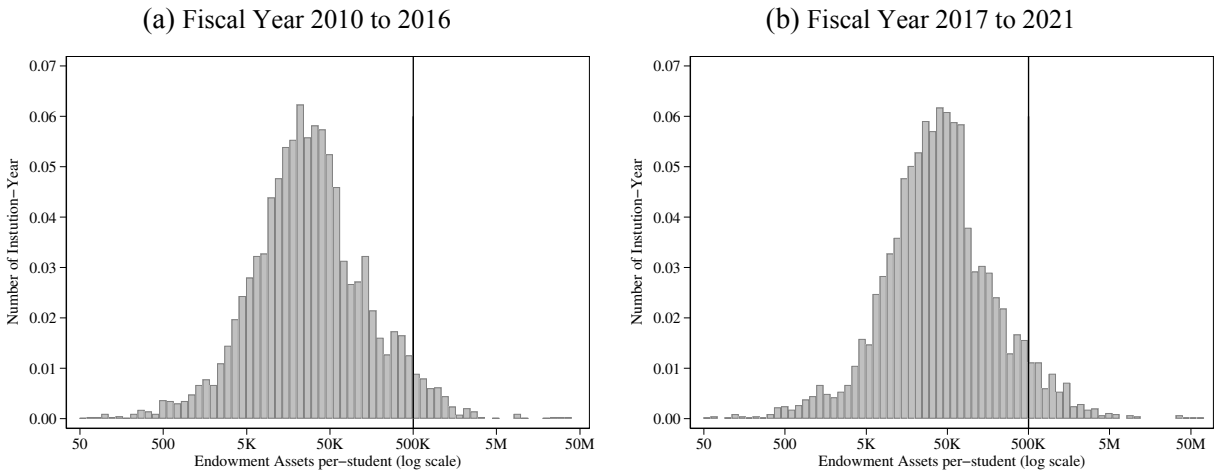 (a) Fiscal Year 2010 to 2016
0.07
0.06
0.05
0.04
0.03
0.02
0.01
0.00
Number of Instution−Year
50 500 5K 50K 500K 5M 50M
Endowment Assets per−student (log scale)
(b) Fiscal Year 2017 to 2021
0.07
0.06
0.05
0.04
0.03
0.02
0.01
0.00
Number of Instution−Year
50 500 5K 50K 500K 5M 50M
Endowment Assets per−student (log scale)